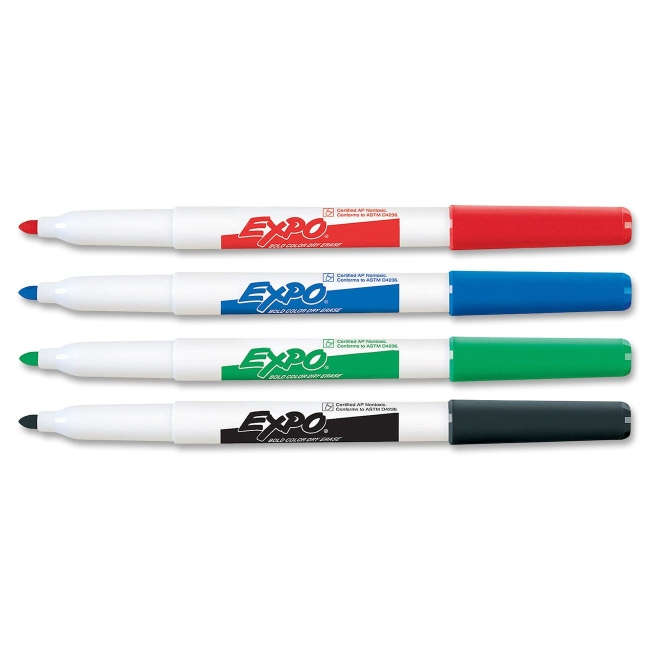 Certified AP Nontoxic.
Conforms to ASTM D4236.
EXPO®
BOLD COLOR DRY ERASE
Certified AP Nontoxic.
Conforms to ASTM D4236.
EXPO®
BOLD COLOR DRY ERASE
Certified AP Nontoxic.
Conforms to ASTM D4236.
EXPO®
BOLD COLOR DRY ERASE
Certified AP Nontoxic.
Conforms to ASTM D4236.
EXPO®
BOLD COLOR DRY ERASE